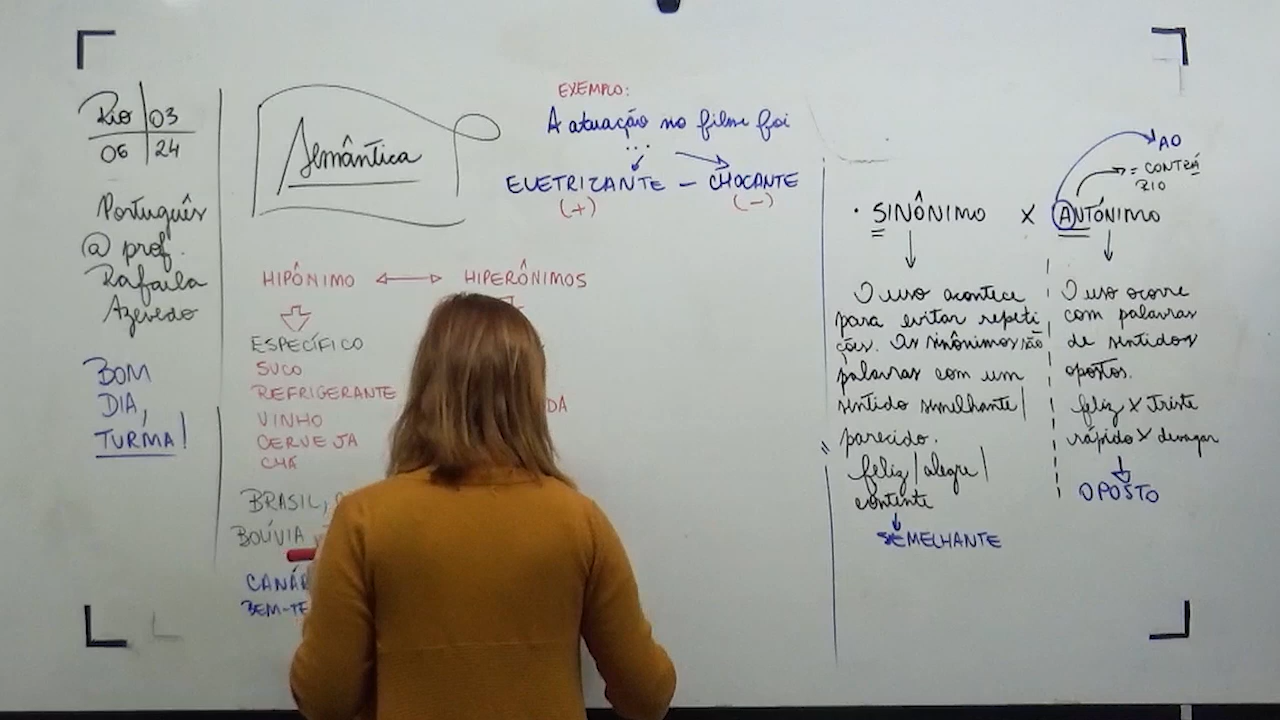 Rio | 03
06 | 24
Português
@ prof.
Rafaela
Azevedo
BOM
DIA,
TURMA!
Semântica
EXEMPLO:
A atuação no filme foi
...
ELETRIZANTE — CHOCANTE
(+) (-)
HIPÔNIMO ↔ HIPERÔNIMOS
ESPECÍFICO
SUCO
REFRIGERANTE
VINHO
CERVEJA
CHÁ
DA
BRASIL,
BOLÍVIA
CANÁR
BEM-TE
· SINÔNIMO X ANTÔNIMO
AO
= CONTRÁ
RIO
O uso acontece
para evitar repeti
ções. Os sinônimos são
palavras com um
sentido semelhante/
parecido.
feliz/alegre/
contente
SEMELHANTE
O uso ocorre
com palavras
de sentidos
opostos.
feliz X triste
rápido X devagar
OPOSTO